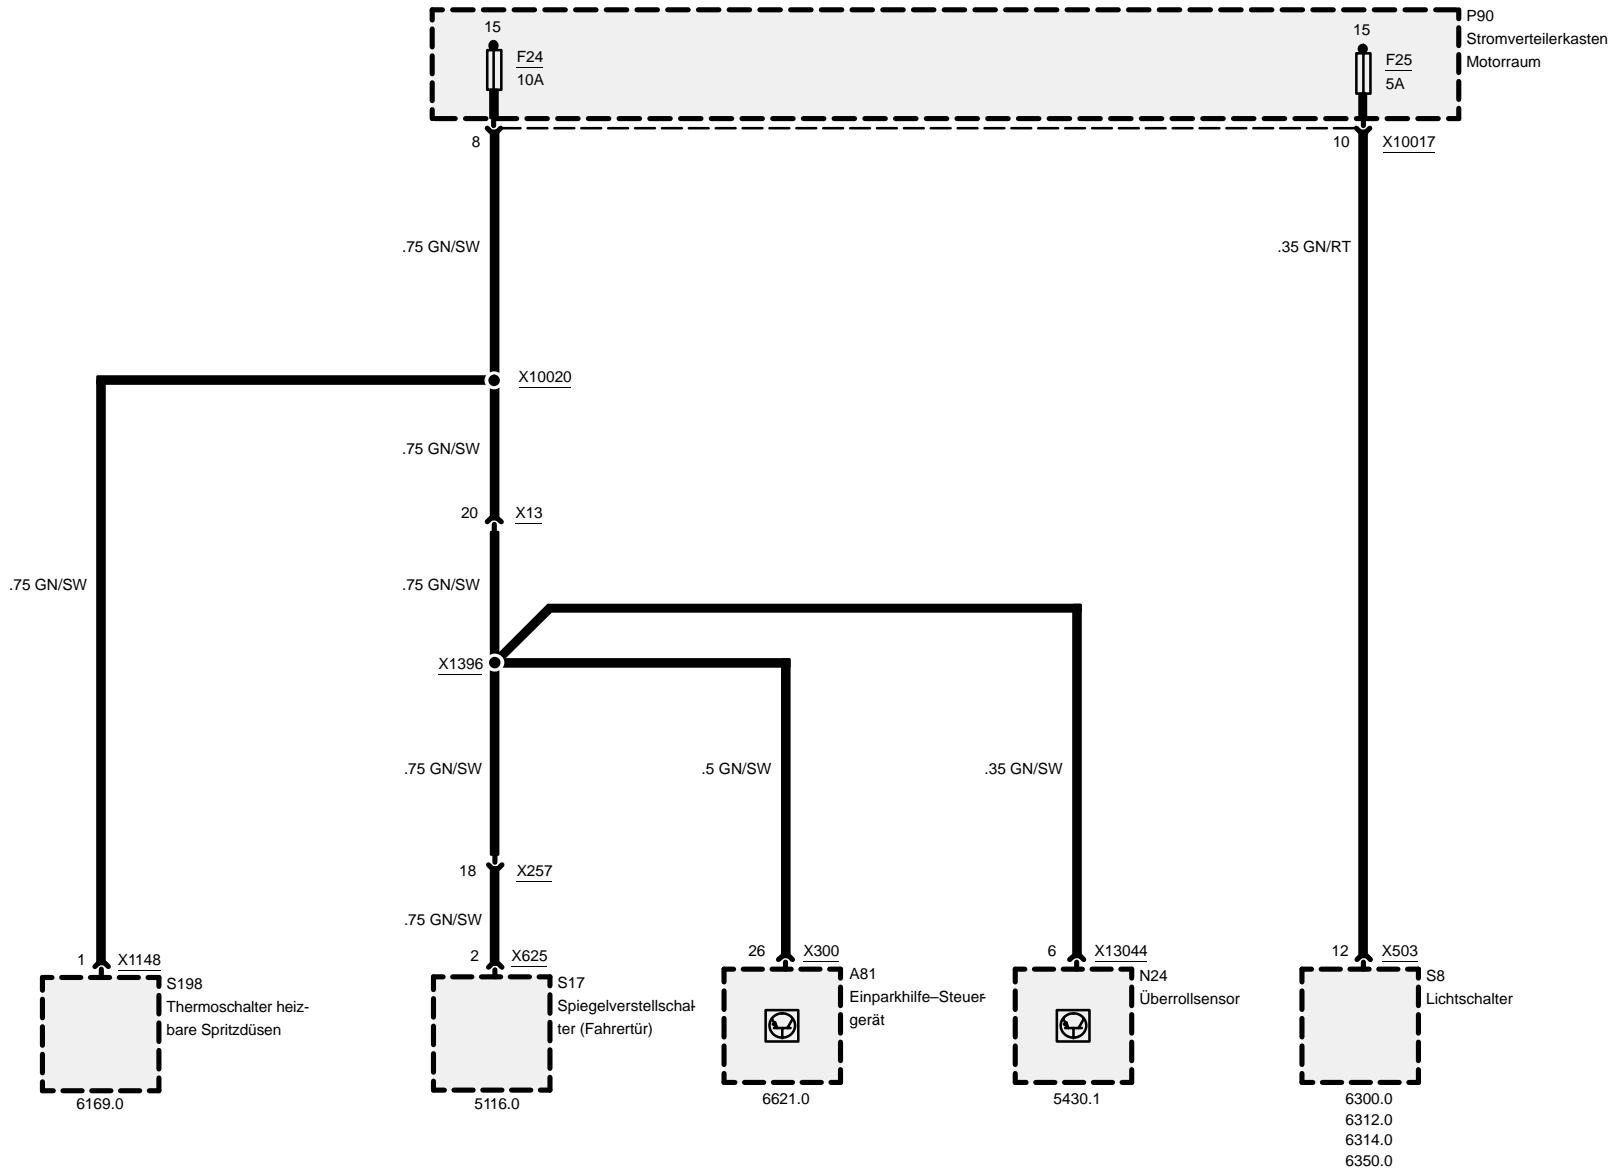 P90
15
15
Stromverteilerkasten
F24
F25
Motorraum
10A
5A
8
10
X10017
.75 GN/SW
.35 GN/RT
X10020
.75 GN/SW
20
X13
.75 GN/SW
.75 GN/SW
X1396
.75 GN/SW
.5 GN/SW
.35 GN/SW
18
X257
.75 GN/SW
1
X1148
2
X625
26
X300
6
X13044
12
X503
S198
Thermoschalter heiz-
bare Spritzdüsen
S17
Spiegelverstellschal-
ter (Fahrertür)
A81
Einparkhilfe–Steuer-
gerät
N24
Überrollsensor
S8
Lichtschalter
6169.0
5116.0
6621.0
5430.1
6300.0
6312.0
6314.0
6350.0